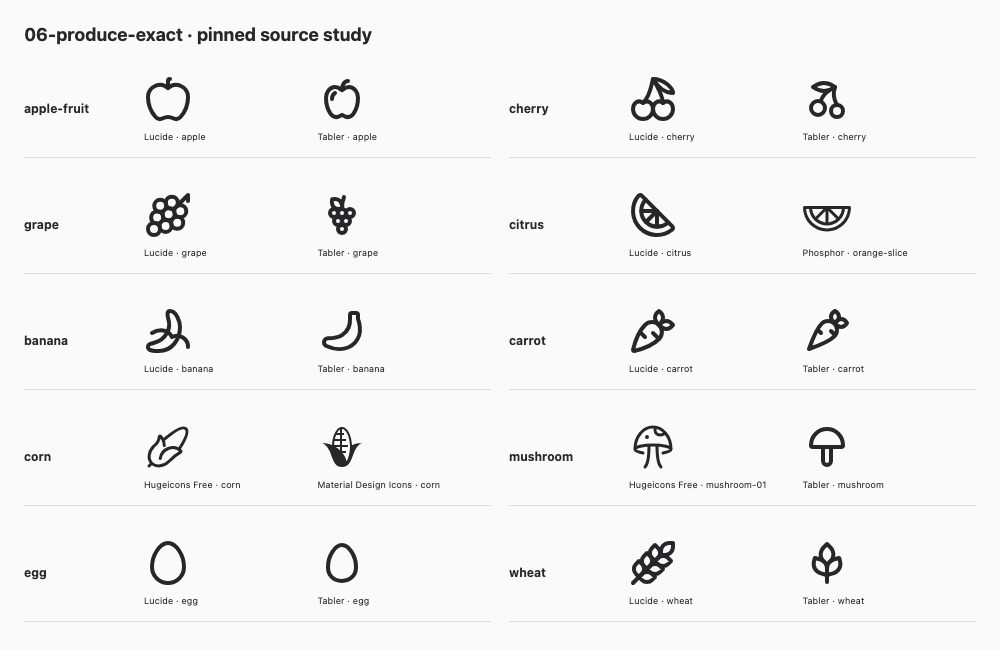 06-produce-exact · pinned source study
apple-fruit
Lucide · apple
Tabler · apple
cherry
Lucide · cherry
Tabler · cherry
grape
Lucide · grape
Tabler · grape
citrus
Lucide · citrus
Phosphor · orange-slice
banana
Lucide · banana
Tabler · banana
carrot
Lucide · carrot
Tabler · carrot
corn
Hugeicons Free · corn
Material Design Icons · corn
mushroom
Hugeicons Free · mushroom-01
Tabler · mushroom
egg
Lucide · egg
Tabler · egg
wheat
Lucide · wheat
Tabler · wheat